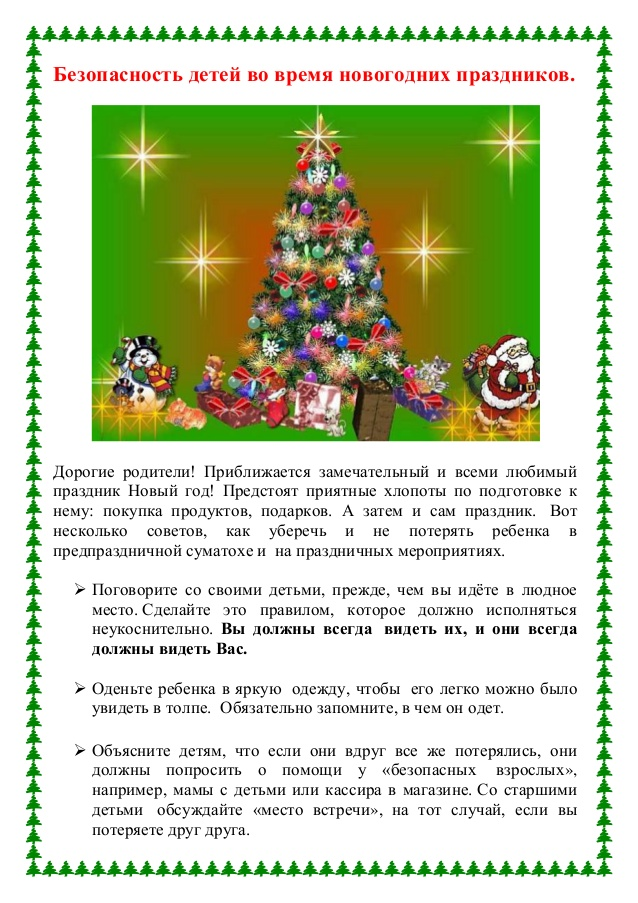 Безопасность детей во время новогодних праздников.
Дорогие родители! Приближается замечательный и всеми любимый
праздник Новый год! Предстоят приятные хлопоты по подготовке к
нему: покупка продуктов, подарков. А затем и сам праздник. Вот
несколько советов, как уберечь и не потерять ребенка в
предпраздничной суматохе и на праздничных мероприятиях.
➢ Поговорите со своими детьми, прежде, чем вы идёте в людное
место. Сделайте это правилом, которое должно исполняться
неукоснительно. Вы должны всегда видеть их, и они всегда
должны видеть Вас.
➢ Оденьте ребенка в яркую одежду, чтобы его легко можно было
увидеть в толпе. Обязательно запомните, в чем он одет.
➢ Объясните детям, что если они вдруг все же потерялись, они
должны попросить о помощи у «безопасных взрослых»,
например, мамы с детьми или кассира в магазине. Со старшими
детьми обсуждайте «место встречи», на тот случай, если вы
потеряете друг друга.